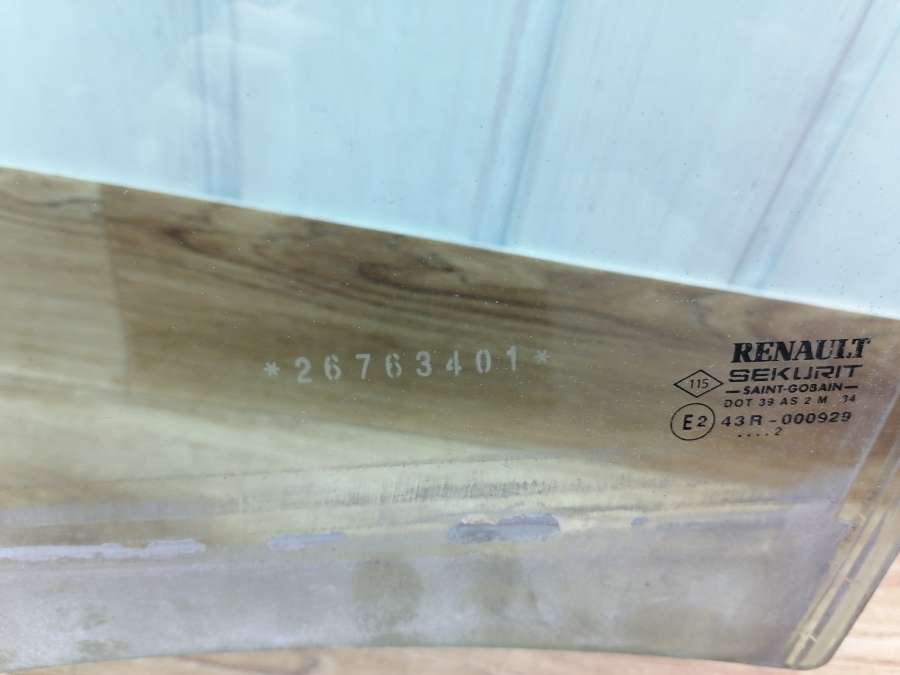 *26763401*
RENAULT
115
SEKURIT
—SAINT-GOBAIN—
DOT 39 AS 2 M 34
E2 43R-000929
....2